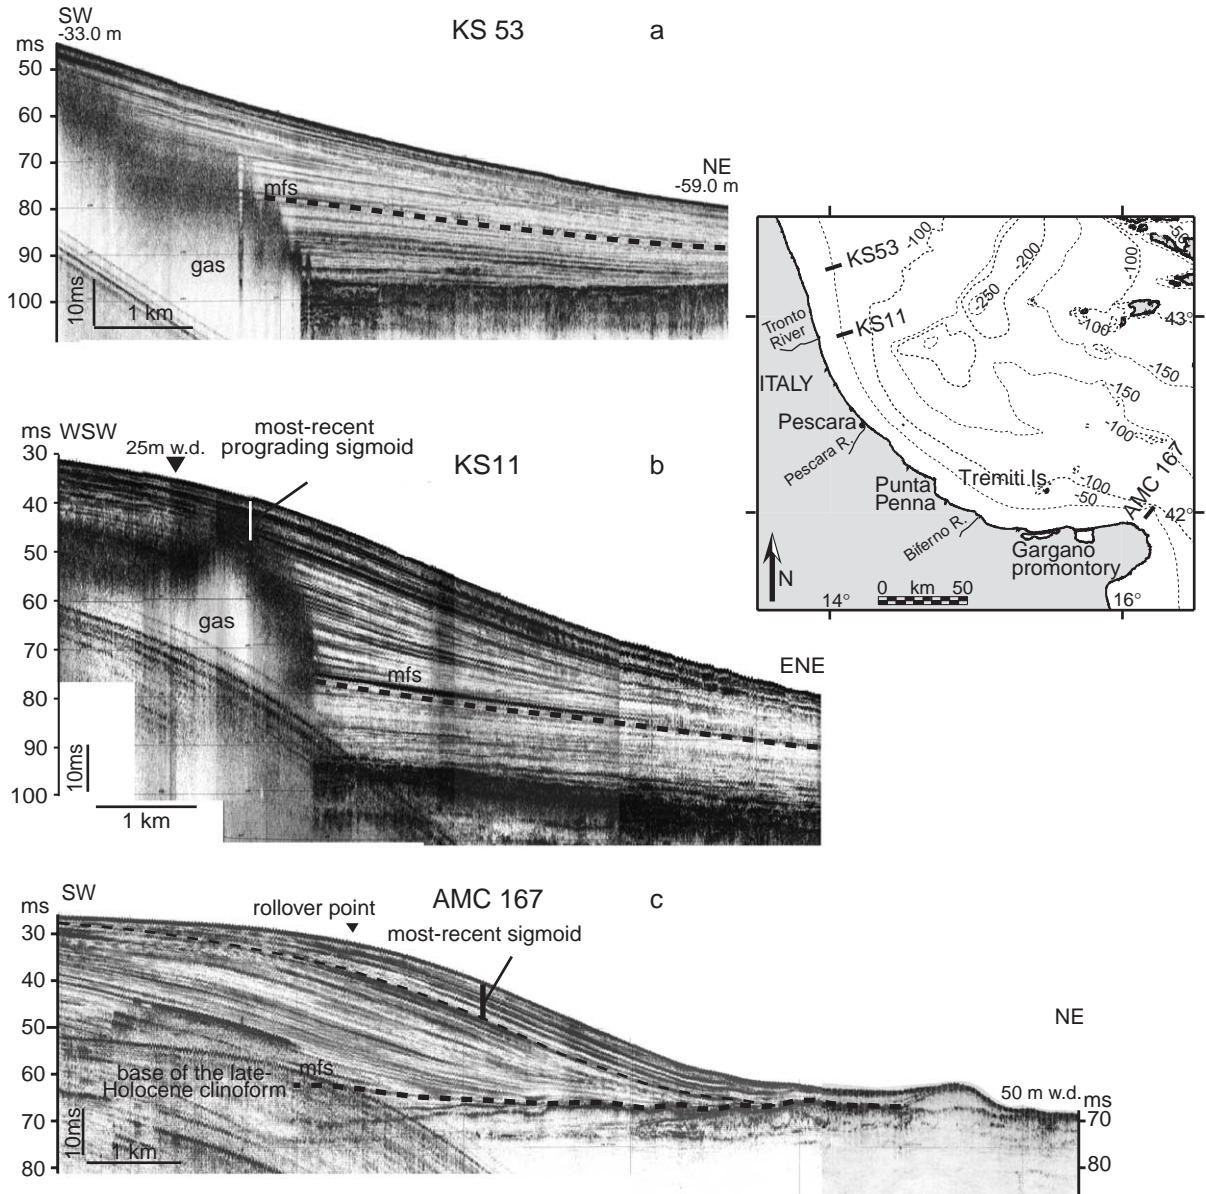 SW
-33.0 m
KS 53
a
ms
50
60
70
80
90
100
NE
-59.0 m
mfs
gas
10ms
1 km
KS53
KS11
-100
-200
-250
-100
-50
-100
-150
-150
-100
-100
-50
43°
42°
14°
16°
Tronto
River
ITALY
Pescara
Pescara R.
Punta
Penna
Tremiti Is.
AMC 167
Biferno R.
Gargano
promontory
N
0 km 50
ms
WSW
25m w.d.
most-recent
prograding sigmoid
KS11
b
30
40
50
60
70
80
90
100
gas
mfs
ENE
10ms
1 km
SW
AMC 167
c
ms
rollover point
most-recent sigmoid
30
40
50
60
70
80
NE
base of the late-
Holocene clinoform
mfs
50 m w.d.
ms
70
80
10ms
1 km